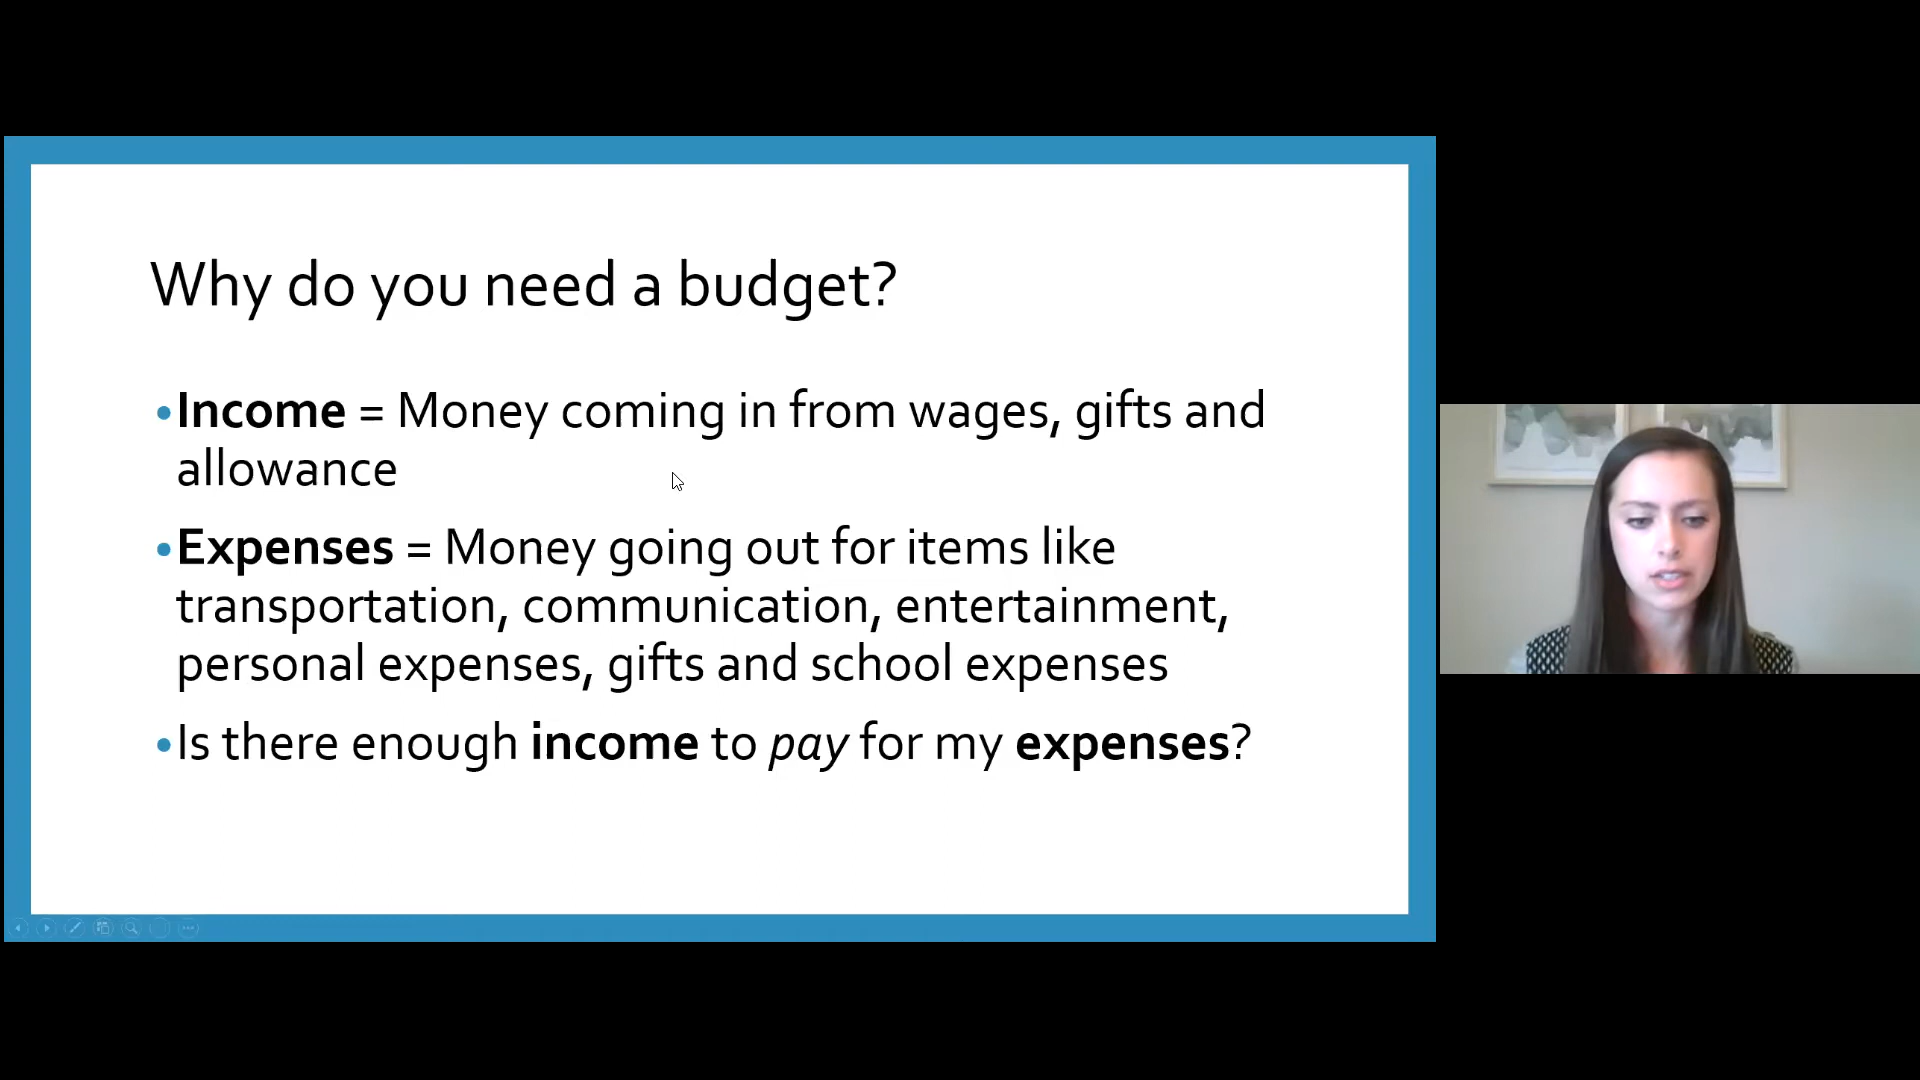 Why do you need a budget?
•Income = Money coming in from wages, gifts and
allowance
•Expenses = Money going out for items like
transportation, communication, entertainment,
personal expenses, gifts and school expenses
•Is there enough income to pay for my expenses?